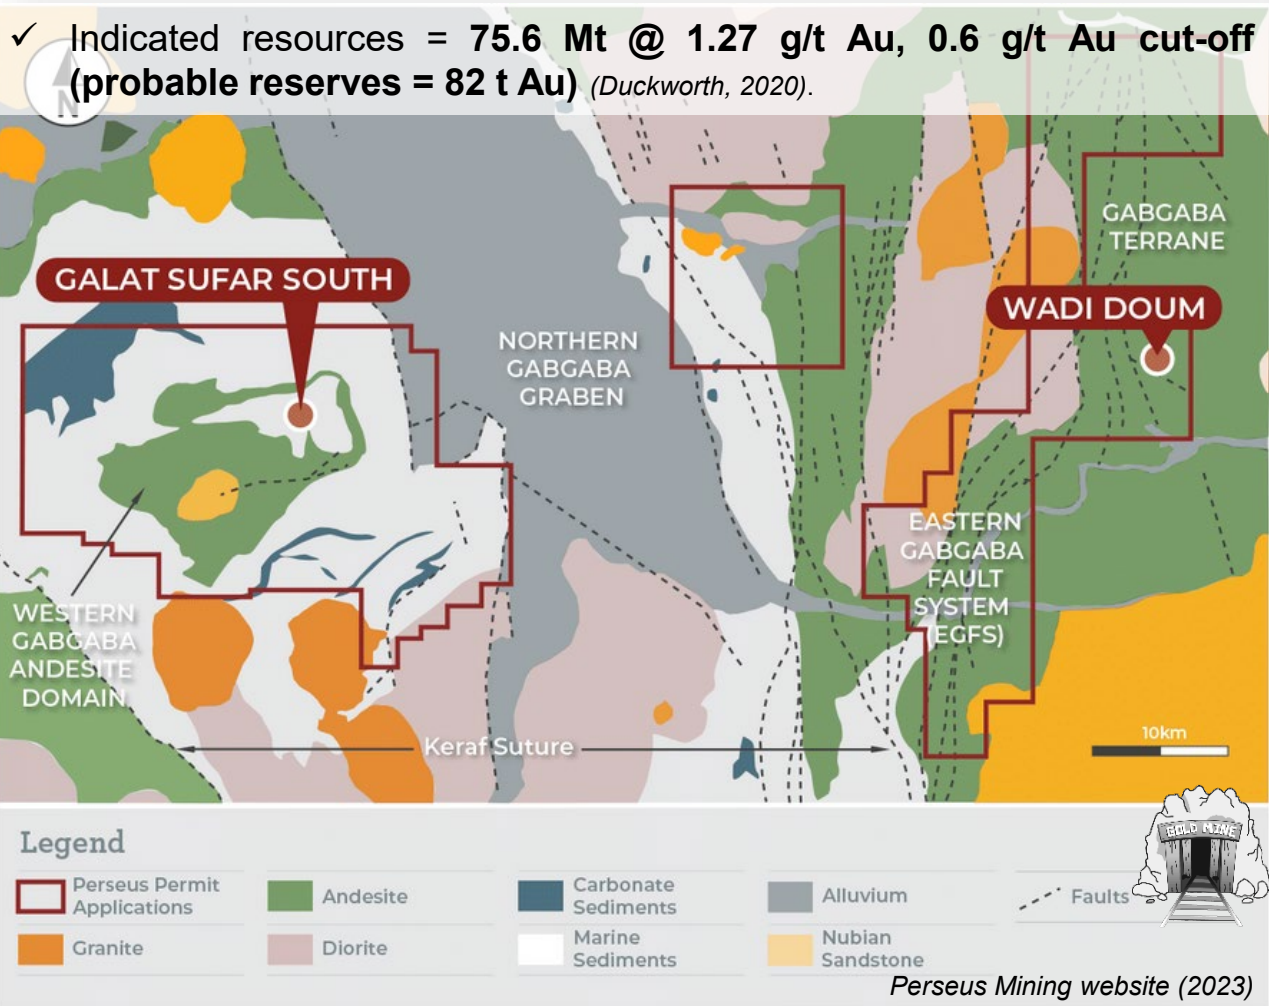 ✓ Indicated resources = 75.6 Mt @ 1.27 g/t Au, 0.6 g/t Au cut-off
(probable reserves = 82 t Au) (Duckworth, 2020).
N
GABGABA
TERRANE
GALAT SUFAR SOUTH
WADI DOUM
NORTHERN
GABGABA
GRABEN
EASTERN
GABGABA
FAULT
SYSTEM
(EGFS)
WESTERN
GABGABA
ANDESITE
DOMAIN
Keraf Suture
10km
Legend
Perseus Permit
Applications
Andesite
Carbonate
Sediments
Alluvium
Faults
GOLD MINE
Granite
Diorite
Marine
Sediments
Nubian
Sandstone
Perseus Mining website (2023)